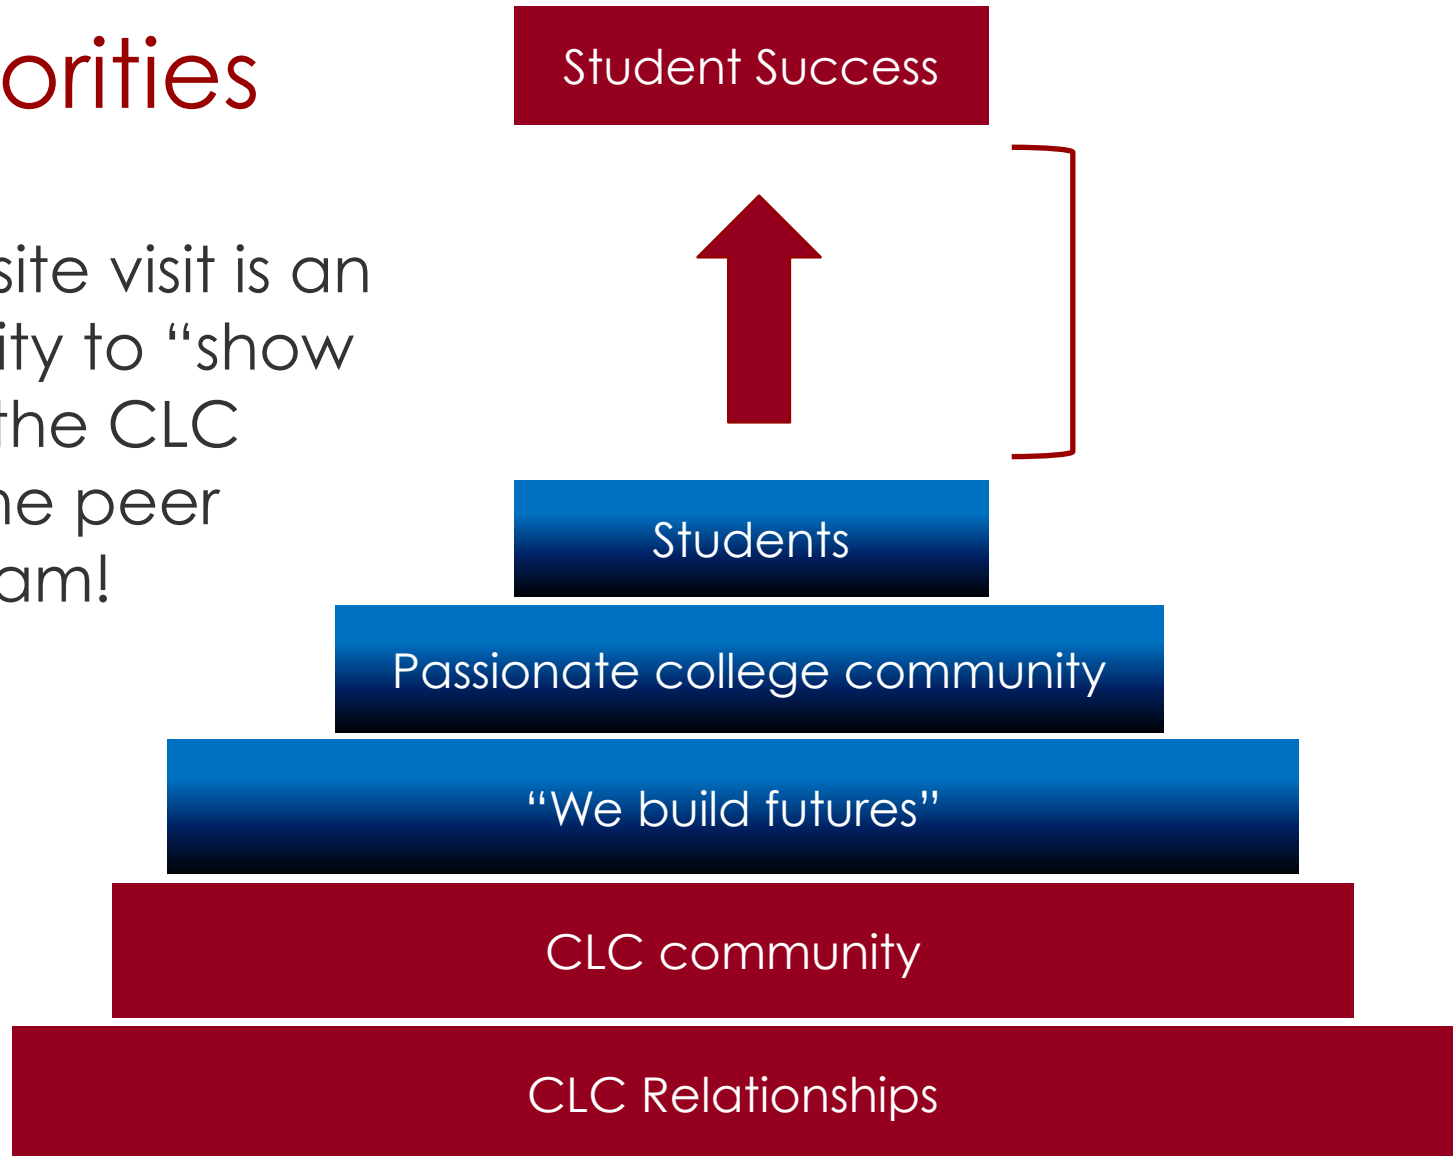 orities
site visit is an
ity to “show
the CLC
ne peer
am!
Student Success
Students
Passionate college community
“We build futures”
CLC community
CLC Relationships